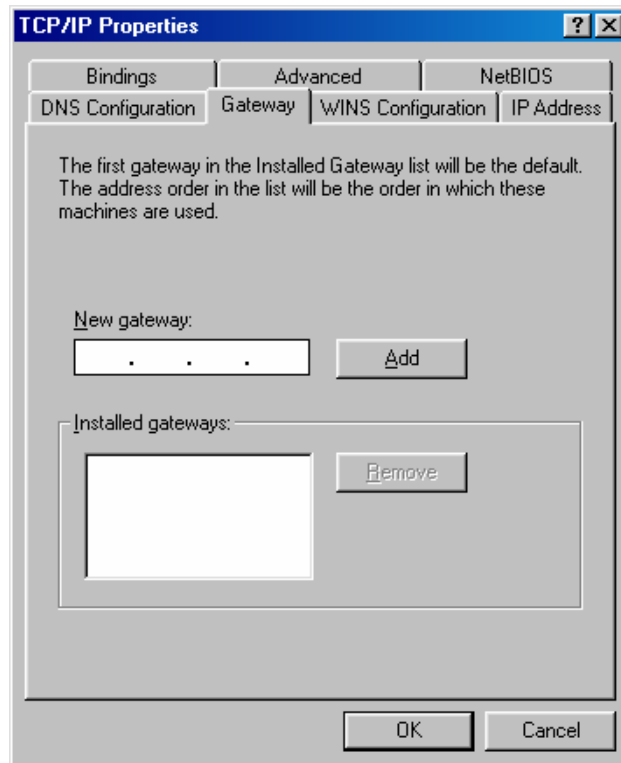 TCP/IP Properties
Bindings
Advanced
NetBIOS
DNS Configuration
Gateway
WINS Configuration
IP Address
The first gateway in the Installed Gateway list will be the default.
The address order in the list will be the order in which these
machines are used.
New gateway:
. . .
Add
Installed gateways:
Remove
OK
Cancel